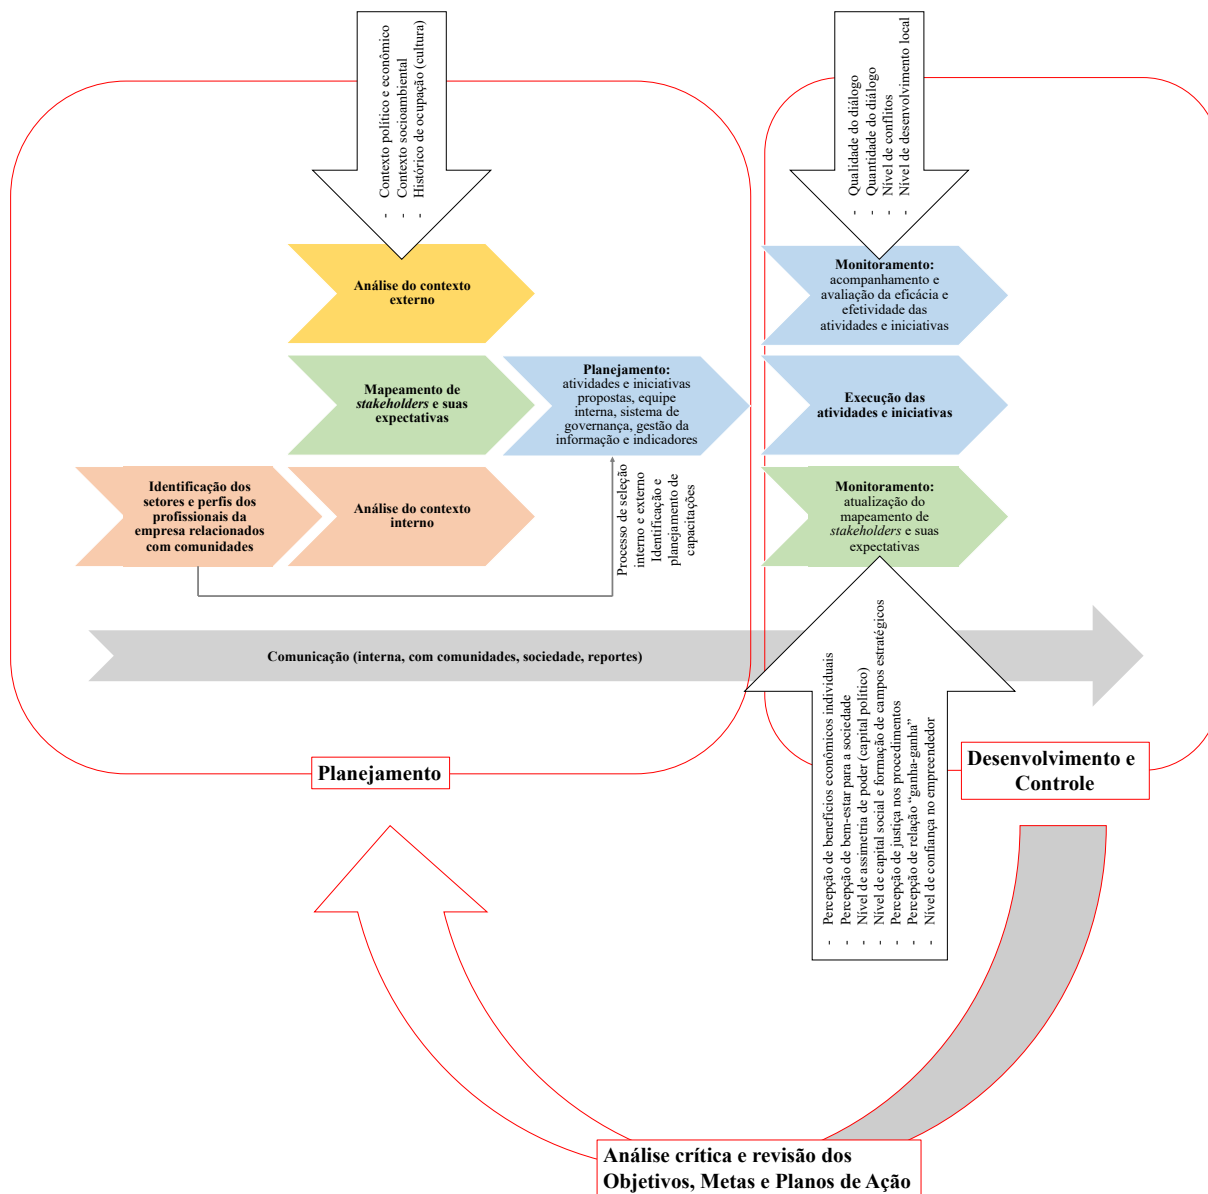 - Contexto político e econômico
- Contexto socioambiental
- Histórico de ocupação (cultura)
- Qualidade do diálogo
- Quantidade do diálogo
- Nível de conflitos
- Nível de desenvolvimento local
Análise do contexto
externo
Monitoramento:
acompanhamento e
avaliação da eficácia e
efetividade das
atividades e iniciativas
Mapeamento de
stakeholders e suas
expectativas
Planejamento:
atividades e iniciativas
propostas, equipe
interna, sistema de
governança, gestão da
informação e indicadores
Execução das
atividades e iniciativas
Identificação dos
setores e perfis dos
profissionais da
empresa relacionados
com comunidades
Análise do contexto
interno
Processo de seleção
interno e externo
Identificação e
planejamento de
capacitações
Monitoramento:
atualização do
mapeamento de
stakeholders e suas
expectativas
Comunicação (interna, com comunidades, sociedade, reportes)
- Percepção de benefícios econômicos individuais
- Percepção de bem-estar para a sociedade
- Nível de assimetria de poder (capital político)
- Nível de capital social e formação de campos estratégicos
- Percepção de justiça nos procedimentos
- Percepção de relação “ganha-ganha”
- Nível de confiança no empreendedor
Planejamento
Desenvolvimento e
Controle
Análise crítica e revisão dos
Objetivos, Metas e Planos de Ação